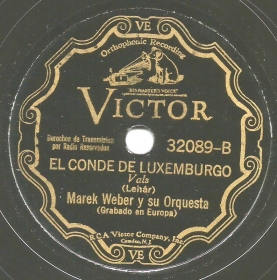 VE
Orthophonic Recording
"HIS MASTER'S VOICE"
VICTOR
Derechos de Transmision
por Radio Reservados
32089-B
EL CONDE DE LUXEMBURGO
Vals
(Lehár)
Marek Weber y su Orquesta
(Grabado en Europa)
R.C.A. Victor Company, Inc.
Camden, N.J.
VE